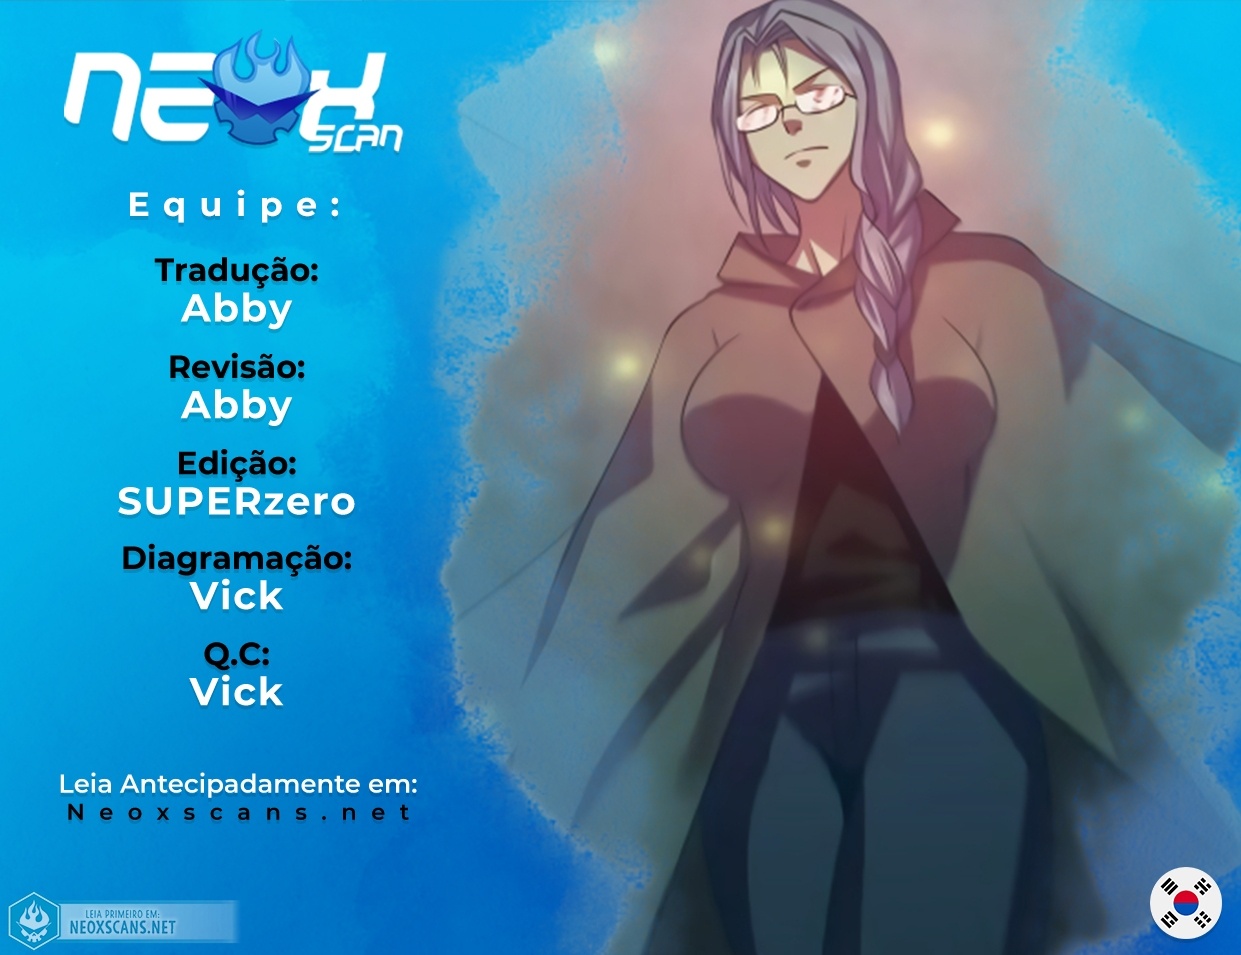 NEOX
SCAN
Equipe:
Tradução:
Abby
Revisão:
Abby
Edição:
SUPERzero
Diagramação:
Vick
Q.C:
Vick
Leia Antecipadamente em:
Neoxscans.net
LEIA PRIMEIRO EM:
NEOXSCANS.NET